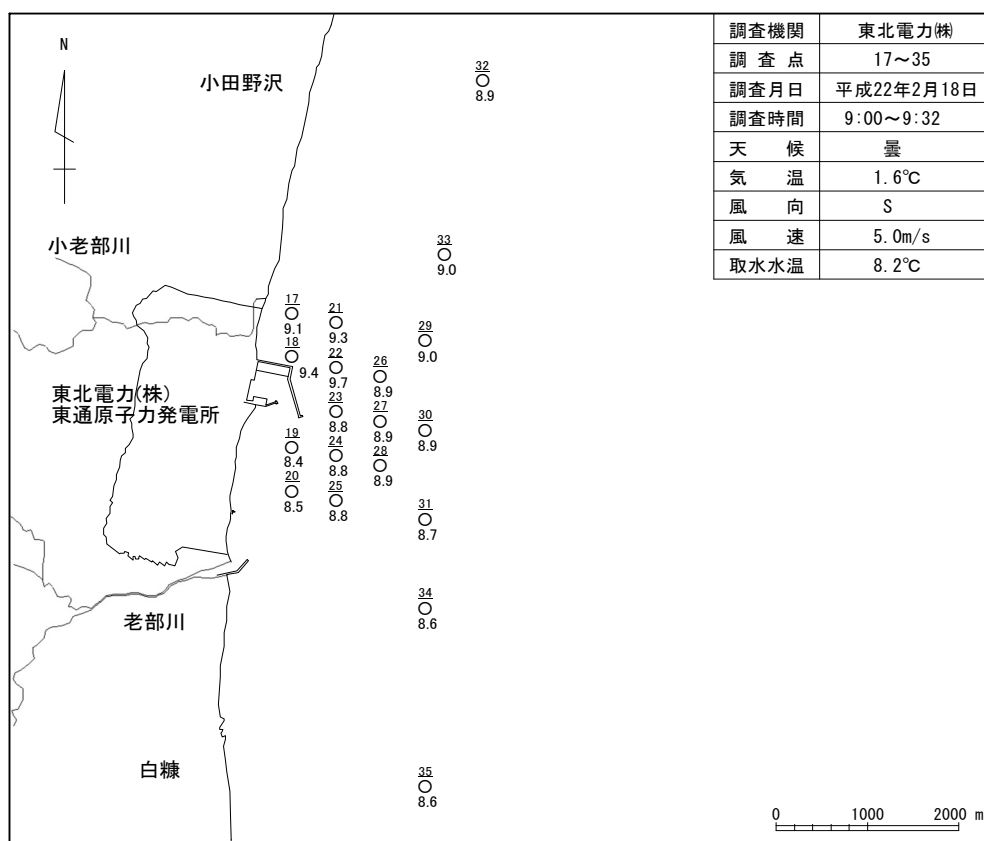 N
小田野沢
32
8.9
調査機関 東北電力㈱
調 査 点 17～35
調査月日 平成22年2月18日
調査時間 9:00～9:32
天 候 曇
気 温 1.6℃
風 向 S
風 速 5.0m/s
取水水温 8.2℃
小老部川
33
9.0
17
9.1
21
9.3
18
9.4
22
9.7
29
9.0
26
8.9
東北電力(株)
東通原子力発電所
23
8.8
27
8.9
30
8.9
19
8.4
24
8.8
28
8.9
20
8.5
25
8.8
31
8.7
老部川
34
8.6
白糠
35
8.6
0 1000 2000 m